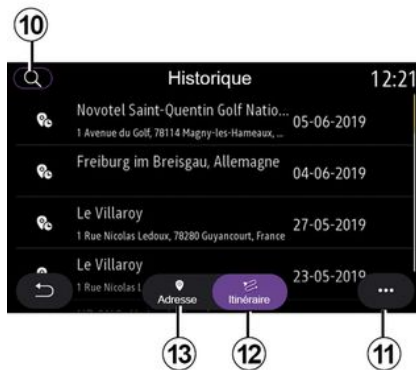 10
Historique 12:21
Novotel Saint-Quentin Golf Natio... 05-06-2019
1 Avenue du Golf, 78114 Magny-les-Hameaux, ...
Freiburg im Breisgau, Allemagne 04-06-2019
Le Villaroy 27-05-2019
1 Rue Nicolas Ledoux, 78280 Guyancourt, France
Le Villaroy 23-05-2019
1 Rue Nicolas L
Adresse Itinéraire ...
13 12 11